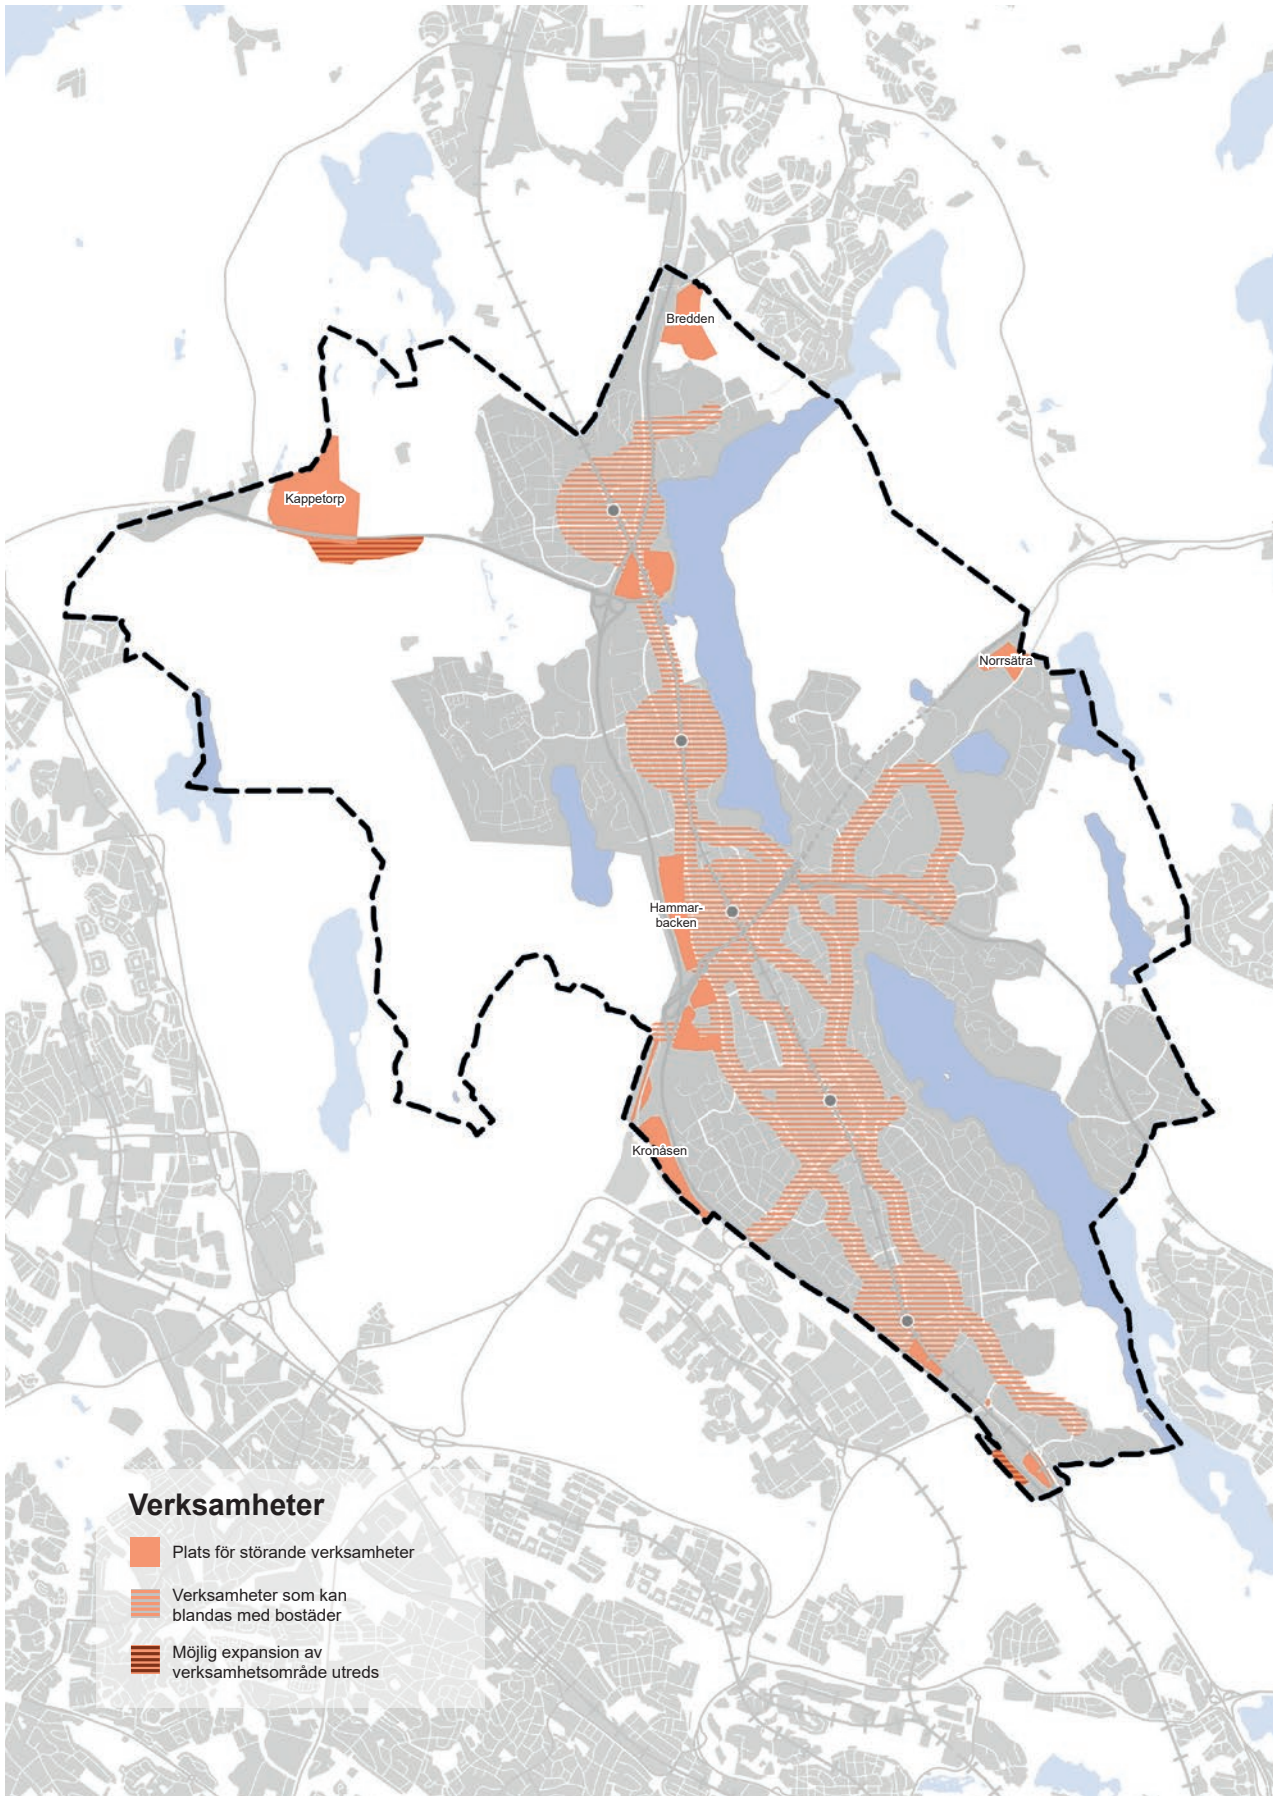 Bredden
Kappetorp
Norrsätra
Hammar-
backen
Kronåsen
Verksamheter
Plats för störande verksamheter
Verksamheter som kan
blandas med bostäder
Möjlig expansion av
verksamhetsområde utreds